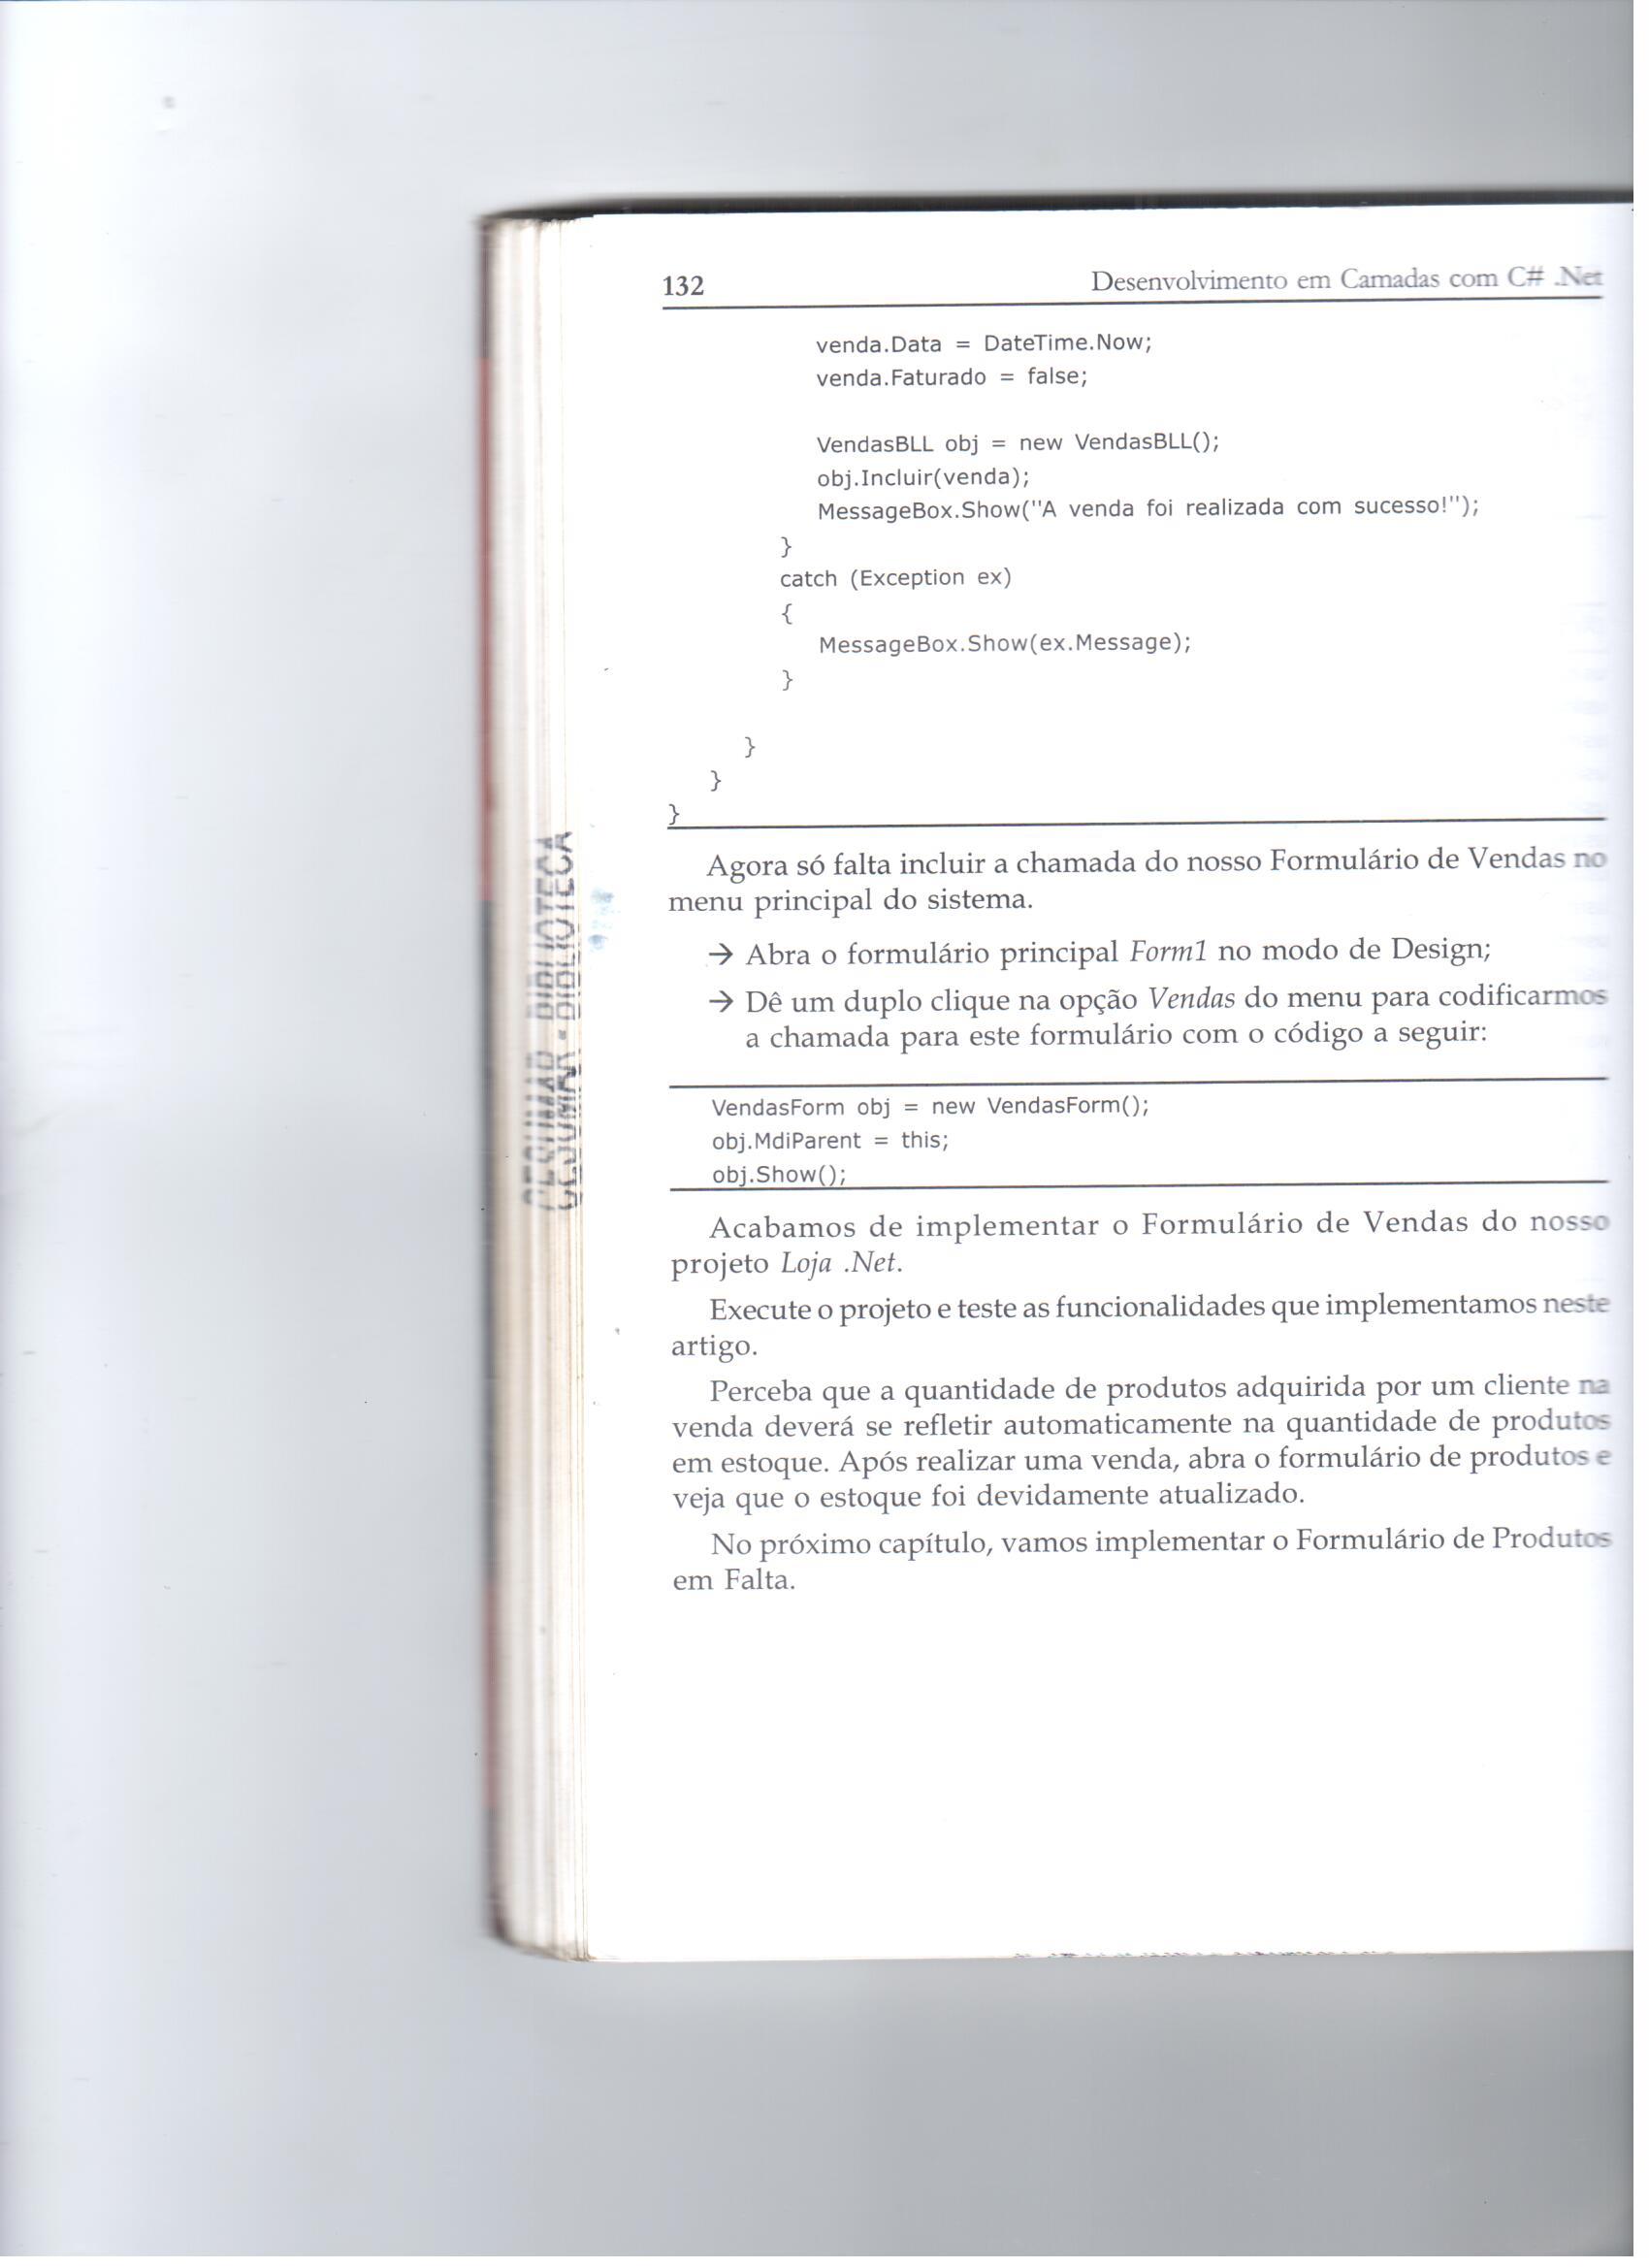 132 Desenvolvimento em Camadas com C# .Net
venda.Data = DateTime.Now;
venda.Faturado = false;
VendasBLL obj = new VendasBLL();
obj.Incluir(venda);
MessageBox.Show("A venda foi realizada com sucesso!");
}
catch (Exception ex)
{
MessageBox.Show(ex.Message);
}
}
}
}
Agora só falta incluir a chamada do nosso Formulário de Vendas no
menu principal do sistema.
→ Abra o formulário principal Form1 no modo de Design;
→ Dê um duplo clique na opção Vendas do menu para codificarmos
a chamada para este formulário com o código a seguir:
VendasForm obj = new VendasForm();
obj.MdiParent = this;
obj.Show();
Acabamos de implementar o Formulário de Vendas do nosso
projeto Loja .Net.
Execute o projeto e teste as funcionalidades que implementamos neste
artigo.
Perceba que a quantidade de produtos adquirida por um cliente na
venda deverá se refletir automaticamente na quantidade de produtos
em estoque. Após realizar uma venda, abra o formulário de produtos e
veja que o estoque foi devidamente atualizado.
No próximo capítulo, vamos implementar o Formulário de Produtos
em Falta.
CESUMAR - BIBLIOTECA